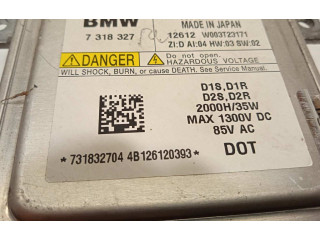 BMW
MADE IN JAPAN
7 318 327
12612 W003T23171
ZI:D AI:04 HW:03 SW:02
DANGER
Do not open.
HAZARDOUS VOLTAGE
WILL SHOCK, BURN, or cause death. See Service Manual.
D1S,D1R
D2S,D2R
2000H/35W
MAX 1300V DC
85V AC
*731832704 4B126120393*
DOT